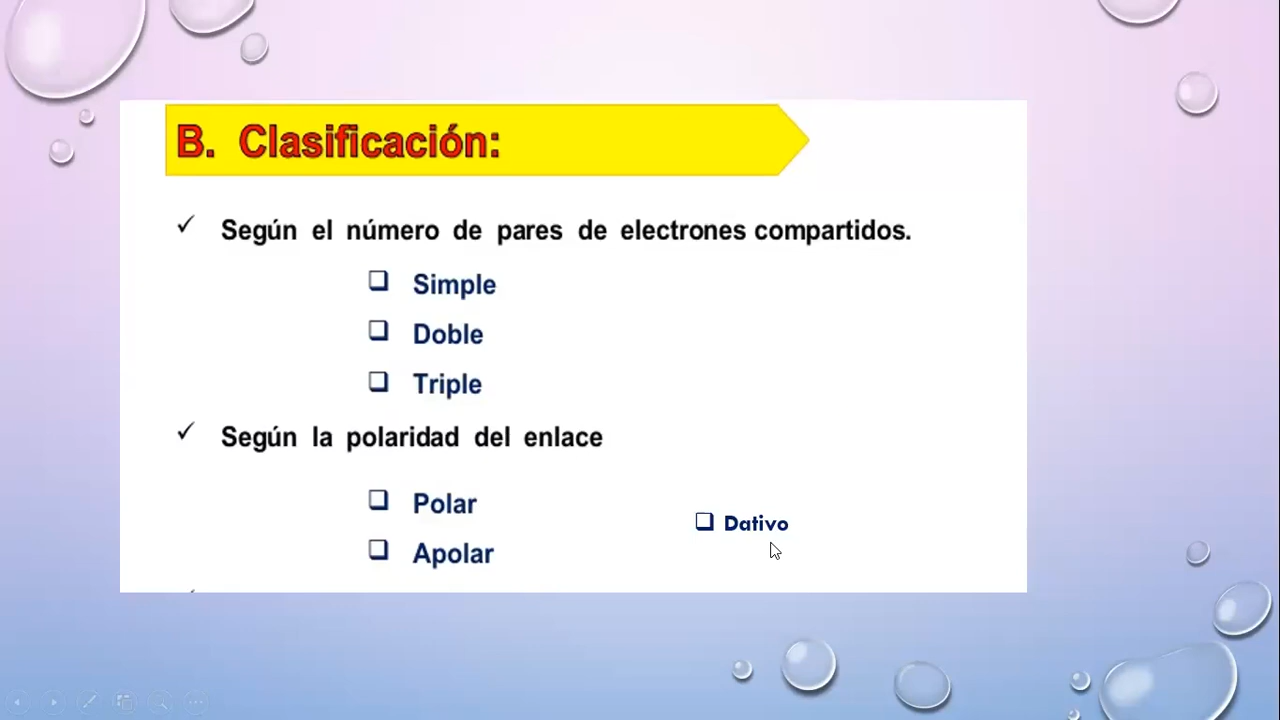 B. Clasificación:
Según el número de pares de electrones compartidos.
Simple
Doble
Triple
Según la polaridad del enlace
Polar
Dativo
Apolar